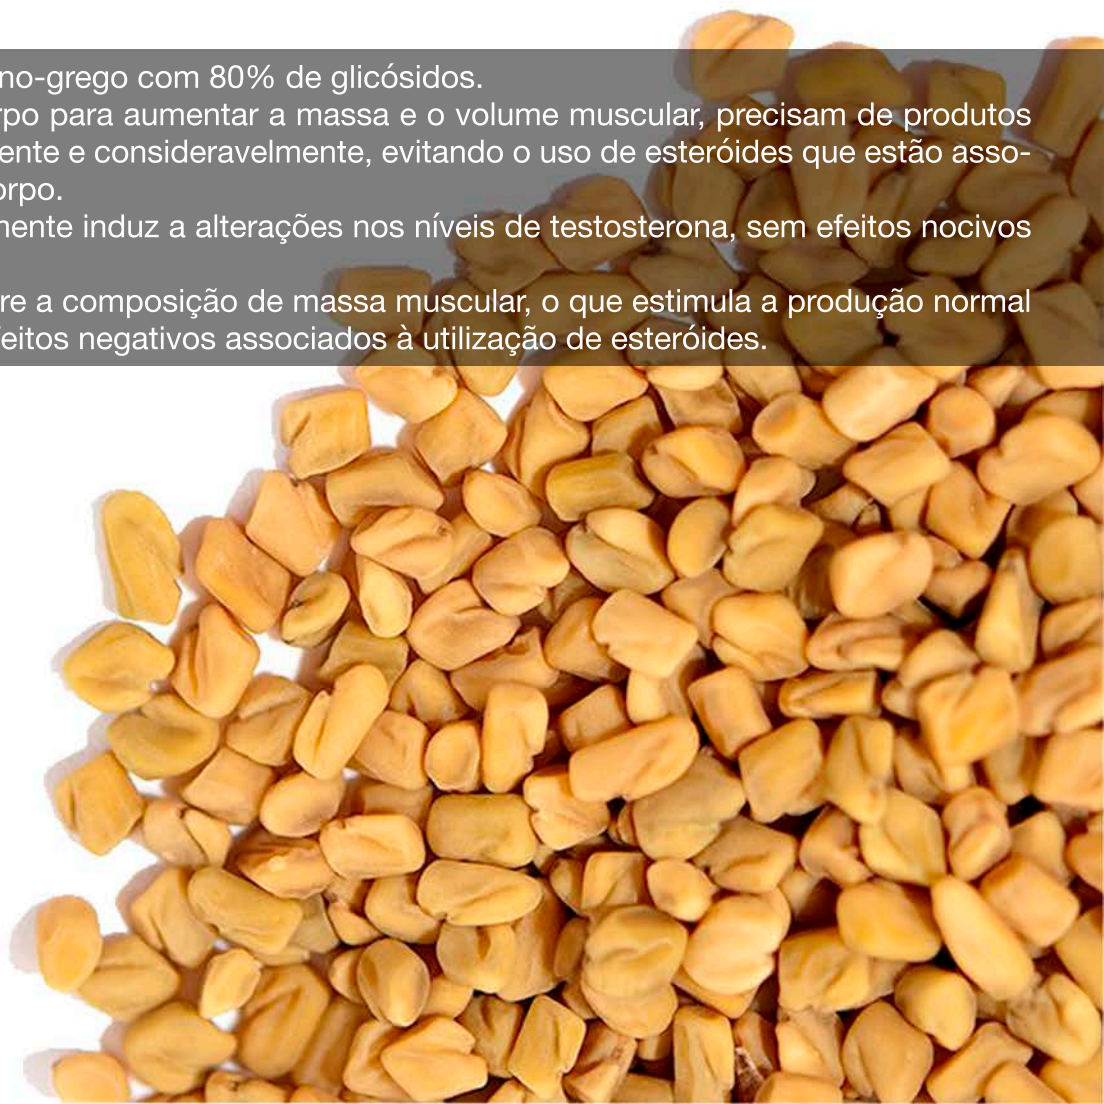 no-grego com 80% de glicósidos.
rpo para aumentar a massa e o volume muscular, precisam de produtos
ente e consideravelmente, evitando o uso de esteróides que estão asso-
orpo.
mente induz a alterações nos níveis de testosterona, sem efeitos nocivos
re a composição de massa muscular, o que estimula a produção normal
feitos negativos associados à utilização de esteróides.